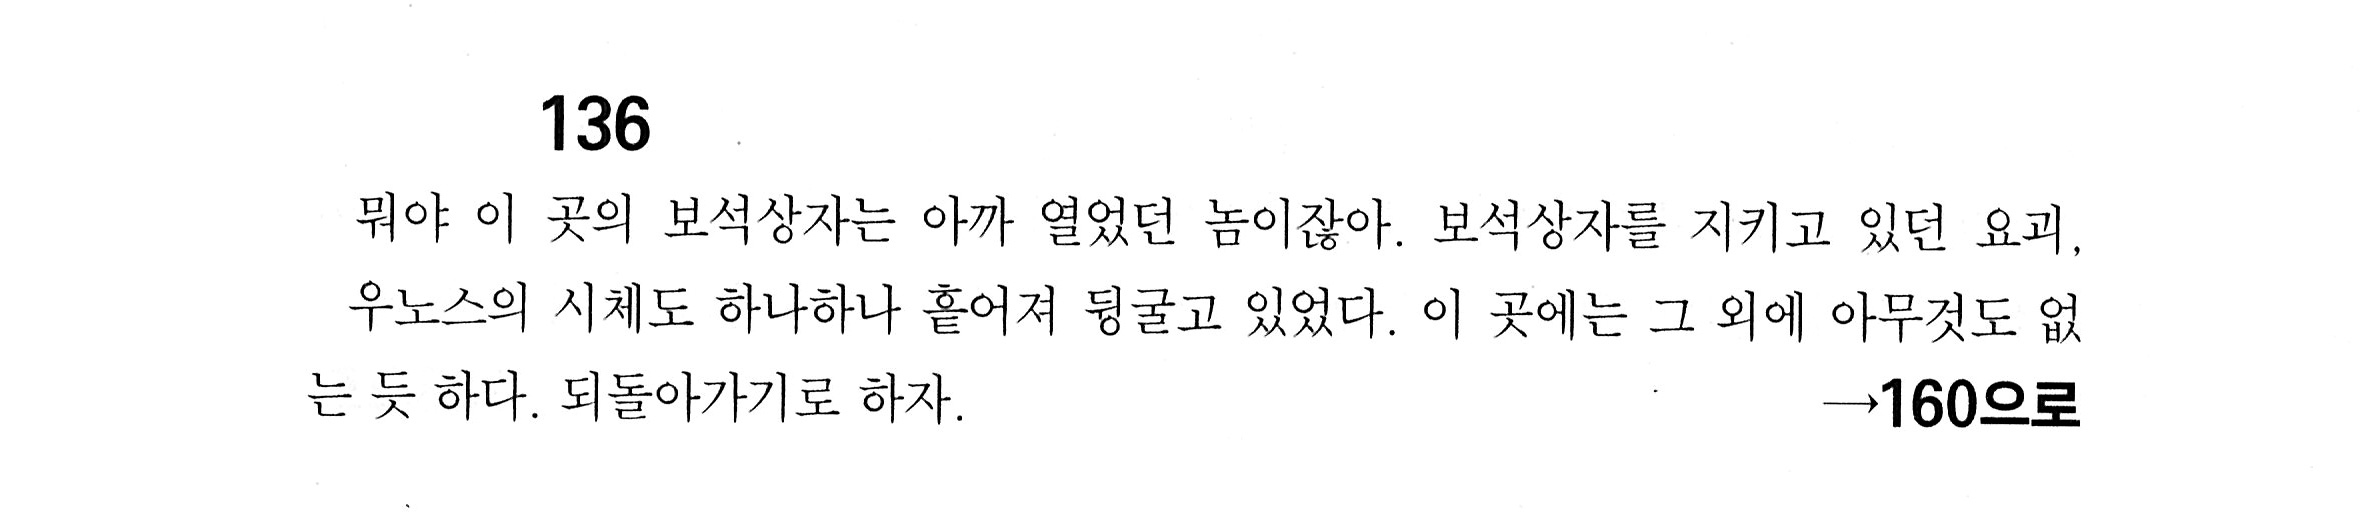 136
뭐야 이 곳의 보석상자는 아까 열었던 놈이잖아. 보석상자를 지키고 있던 요괴,
우노스의 시체도 하나하나 흩어져 뒹굴고 있었다. 이 곳에는 그 외에 아무것도 없
는 듯 하다. 되돌아가기로 하자. →160으로